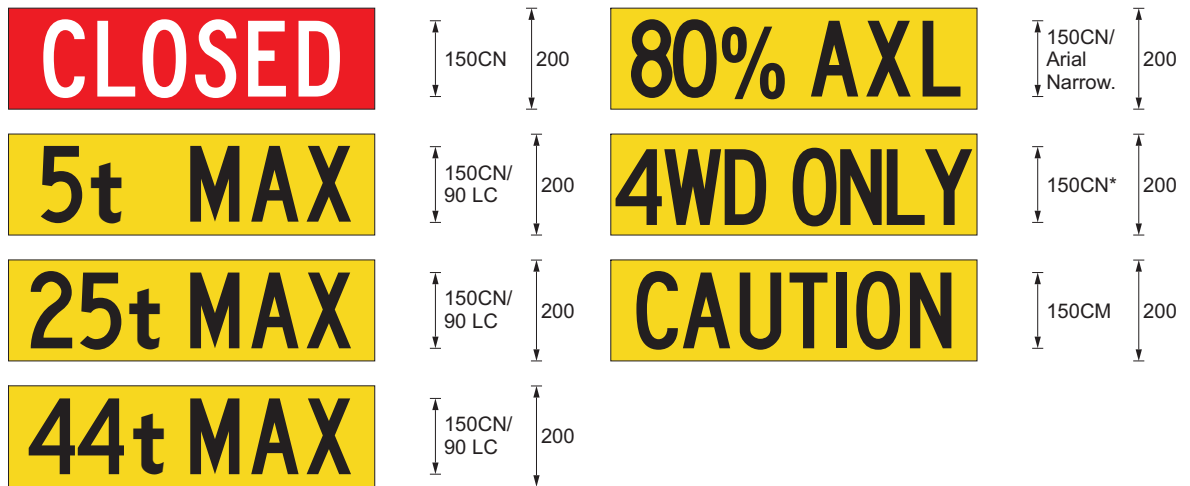 CLOSED
150CN
200
5t MAX
150CN/
90 LC
200
25t MAX
150CN/
90 LC
200
44t MAX
150CN/
90 LC
200
80% AXL
150CN/
Arial
Narrow.
200
4WD ONLY
150CN*
200
CAUTION
150CM
200